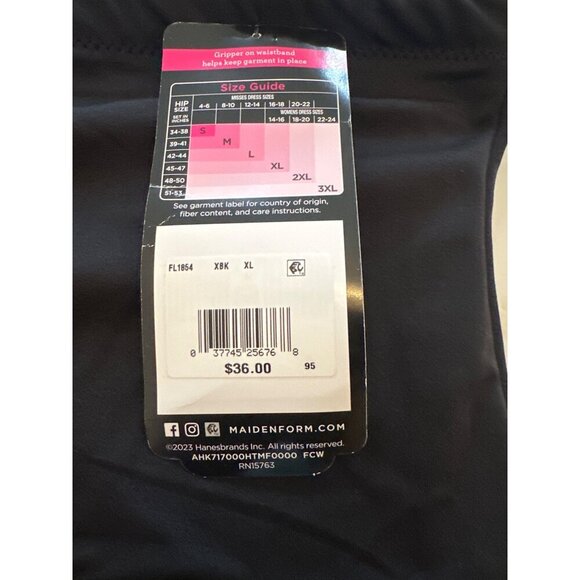 Gripper on waistband
helps keep garment in place
Size Guide
MISSES DRESS SIZES
HIP SIZE SET IN INCHES 4-6 8-10 12-14 16-18 20-22
WOMENS DRESS SIZES
14-16 18-20 22-24
34-38 S
39-41 M
42-44 L
45-47 XL
48-50 2XL
51-53 3XL
See garment label for country of origin,
fiber content, and care instructions.
FL1854 XBK XL
0 37745 25676 8
$36.00 95
MAIDENFORM.COM
©2023 Hanesbrands Inc. All rights reserved.
AHK717000HTMF0000 FCW
RN15763